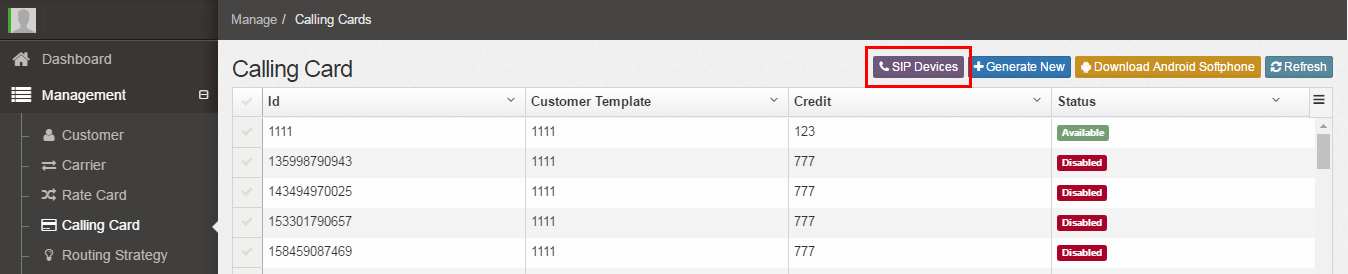 Manage / Calling Cards
Dashboard
Management
Customer
Carrier
Rate Card
Calling Card
Routing Strategy
Calling Card
SIP Devices Generate New Download Android Softphone Refresh
Id Customer Template Credit Status
1111 1111 123 Available
135998790943 1111 777 Disabled
143494970025 1111 777 Disabled
153301790657 1111 777 Disabled
158459087469 1111 777 Disabled